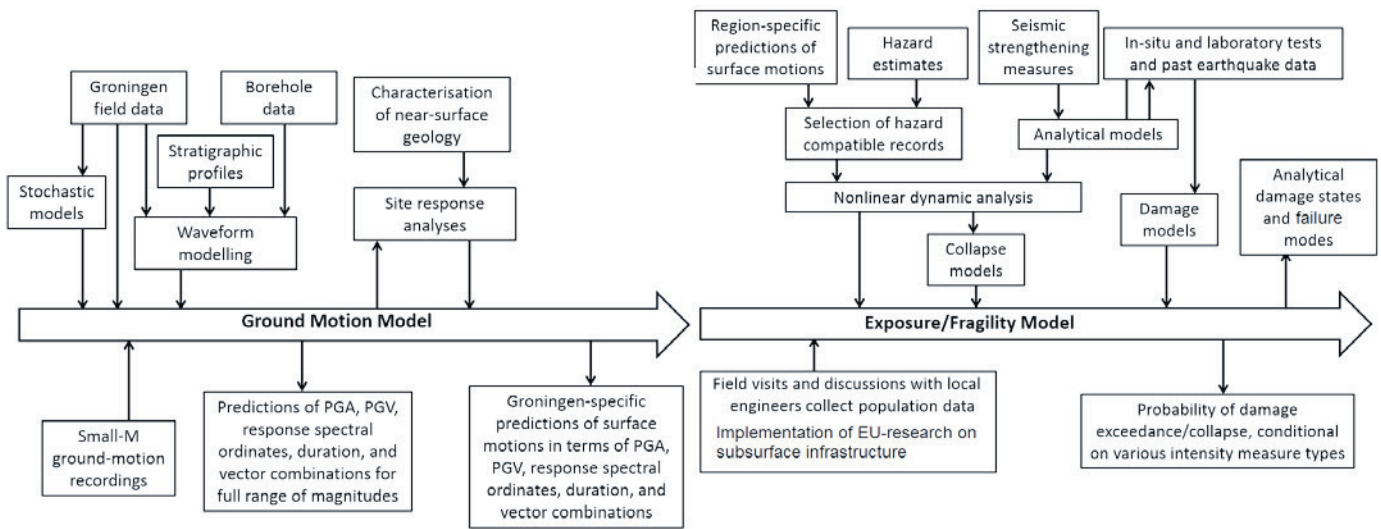 Groningen
field data
Borehole
data
Characterisation
of near-surface
geology
Stratigraphic
profiles
Stochastic
models
Waveform
modelling
Site response
analyses
Ground Motion Model
Small-M
ground-motion
recordings
Predictions of PGA, PGV,
response spectral
ordinates, duration, and
vector combinations for
full range of magnitudes
Groningen-specific
predictions of surface
motions in terms of PGA,
PGV, response spectral
ordinates, duration, and
vector combinations
Region-specific
predictions of
surface motions
Hazard
estimates
Seismic
strengthening
measures
In-situ and laboratory tests
and past earthquake data
Selection of hazard
compatible records
Analytical models
Nonlinear dynamic analysis
Collapse
models
Damage
models
Analytical
damage states
and failure
modes
Exposure/Fragility Model
Field visits and discussions with local
engineers collect population data
Implementation of EU-research on
subsurface infrastructure
Probability of damage
exceedance/collapse, conditional
on various intensity measure types